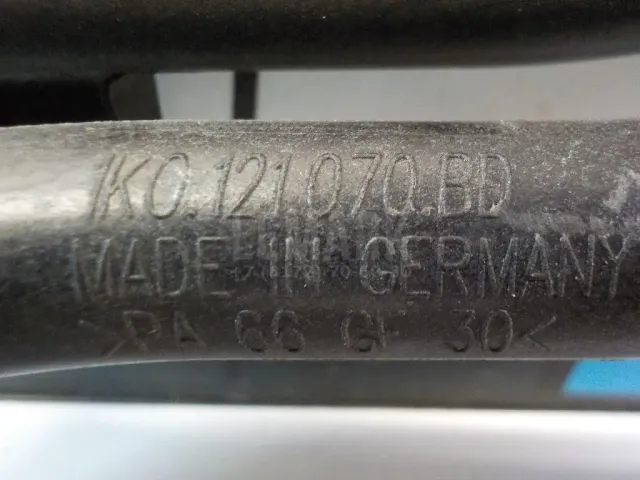 1K0.121.070.BD
MADE IN GERMANY
>PA 66 GF 30<